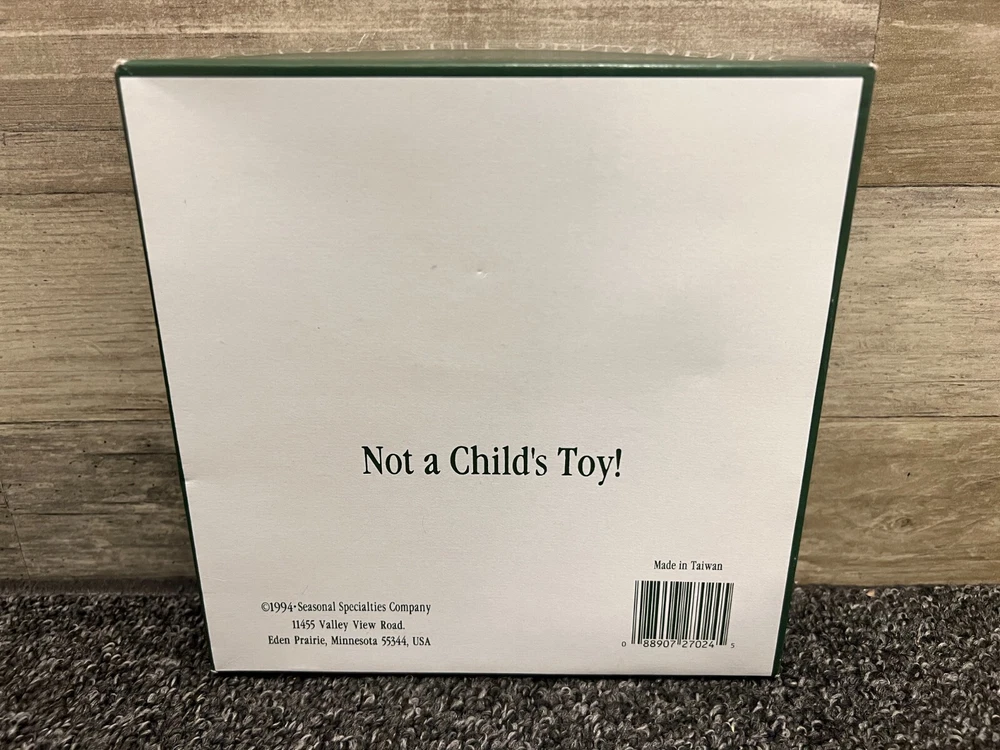 Not a Child's Toy!
Made in Taiwan
©1994·Seasonal Specialties Company
11455 Valley View Road.
Eden Prairie, Minnesota 55344, USA
0 88907 27024 5